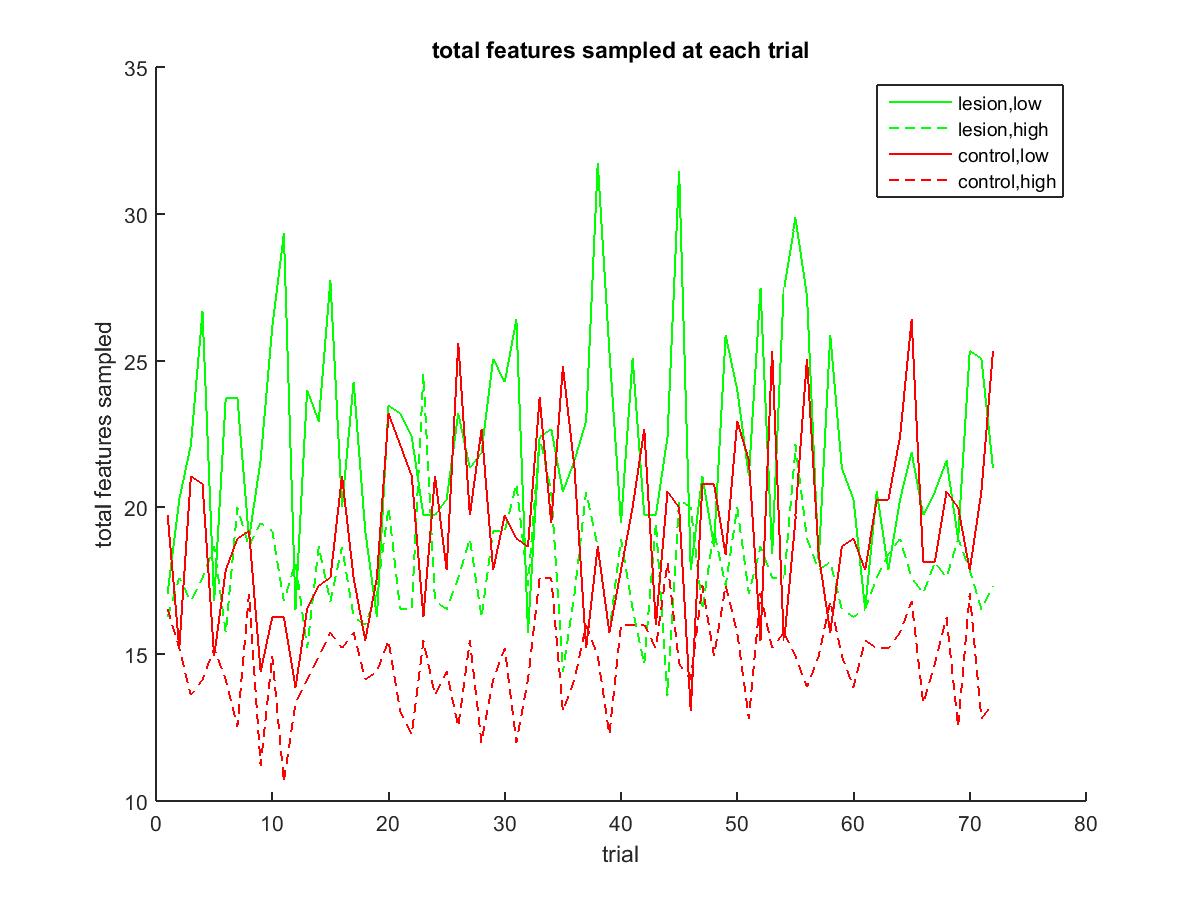 total features sampled at each trial
35
30
25
20
15
10
total features sampled
lesion,low
lesion,high
control,low
control,high
0 10 20 30 40 50 60 70 80
trial